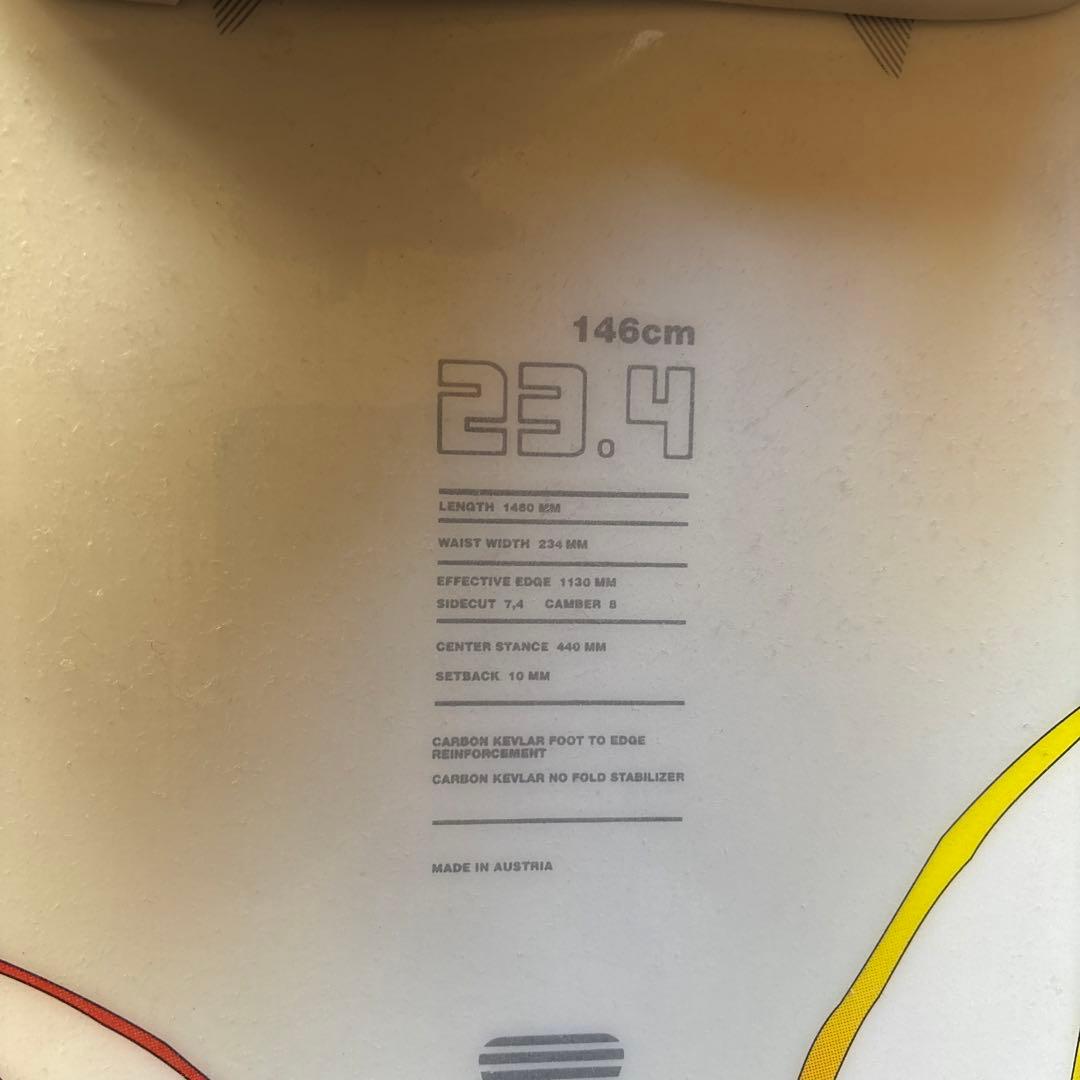 146cm
23.4
LENGTH 1460 MM
WAIST WIDTH 234 MM
EFFECTIVE EDGE 1130 MM
SIDECUT 7,4 CAMBER 8
CENTER STANCE 440 MM
SETBACK 10 MM
CARBON KEVLAR FOOT TO EDGE
REINFORCEMENT
CARBON KEVLAR NO FOLD STABILIZER
MADE IN AUSTRIA